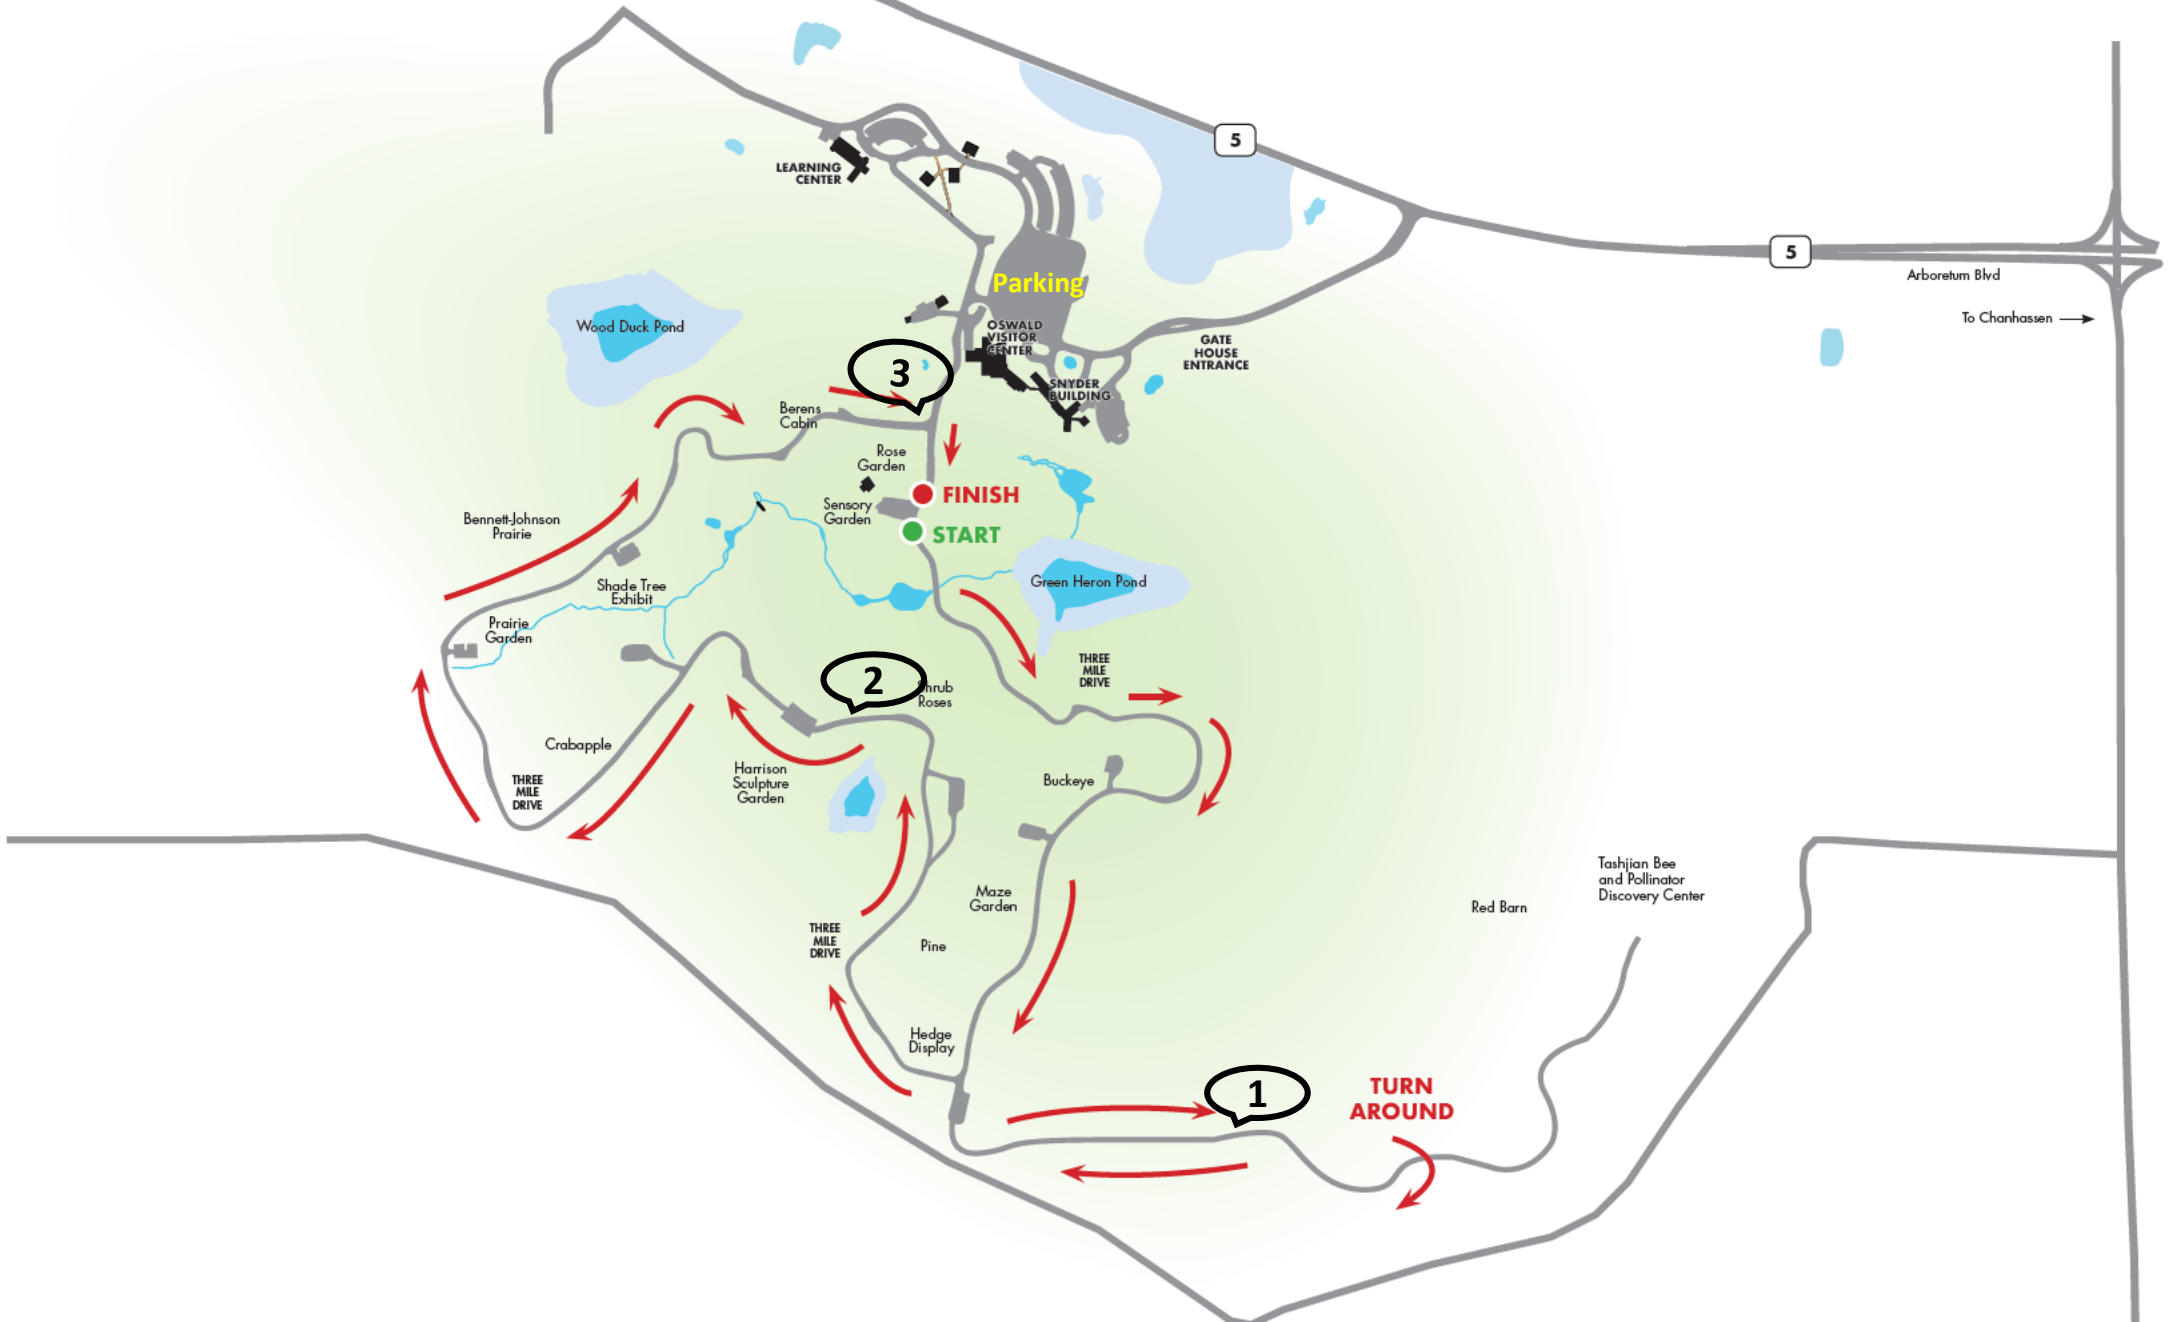 5
LEARNING
CENTER
5
Arboretum Blvd
Parking
To Chanhassen
Wood Duck Pond
OSWALD
VISITOR
CENTER
GATE
HOUSE
ENTRANCE
3
SNYDER
BUILDING
Berens
Cabin
Rose
Garden
FINISH
Sensory
Garden
START
Bennett-Johnson
Prairie
Green Heron Pond
Shade Tree
Exhibit
Prairie
Garden
THREE
MILE
DRIVE
2
Shrub
Roses
Crabapple
THREE
MILE
DRIVE
Harrison
Sculpture
Garden
Buckeye
Tashjian Bee
and Pollinator
Discovery Center
Red Barn
Maze
Garden
THREE
MILE
DRIVE
Pine
Hedge
Display
1
TURN
AROUND